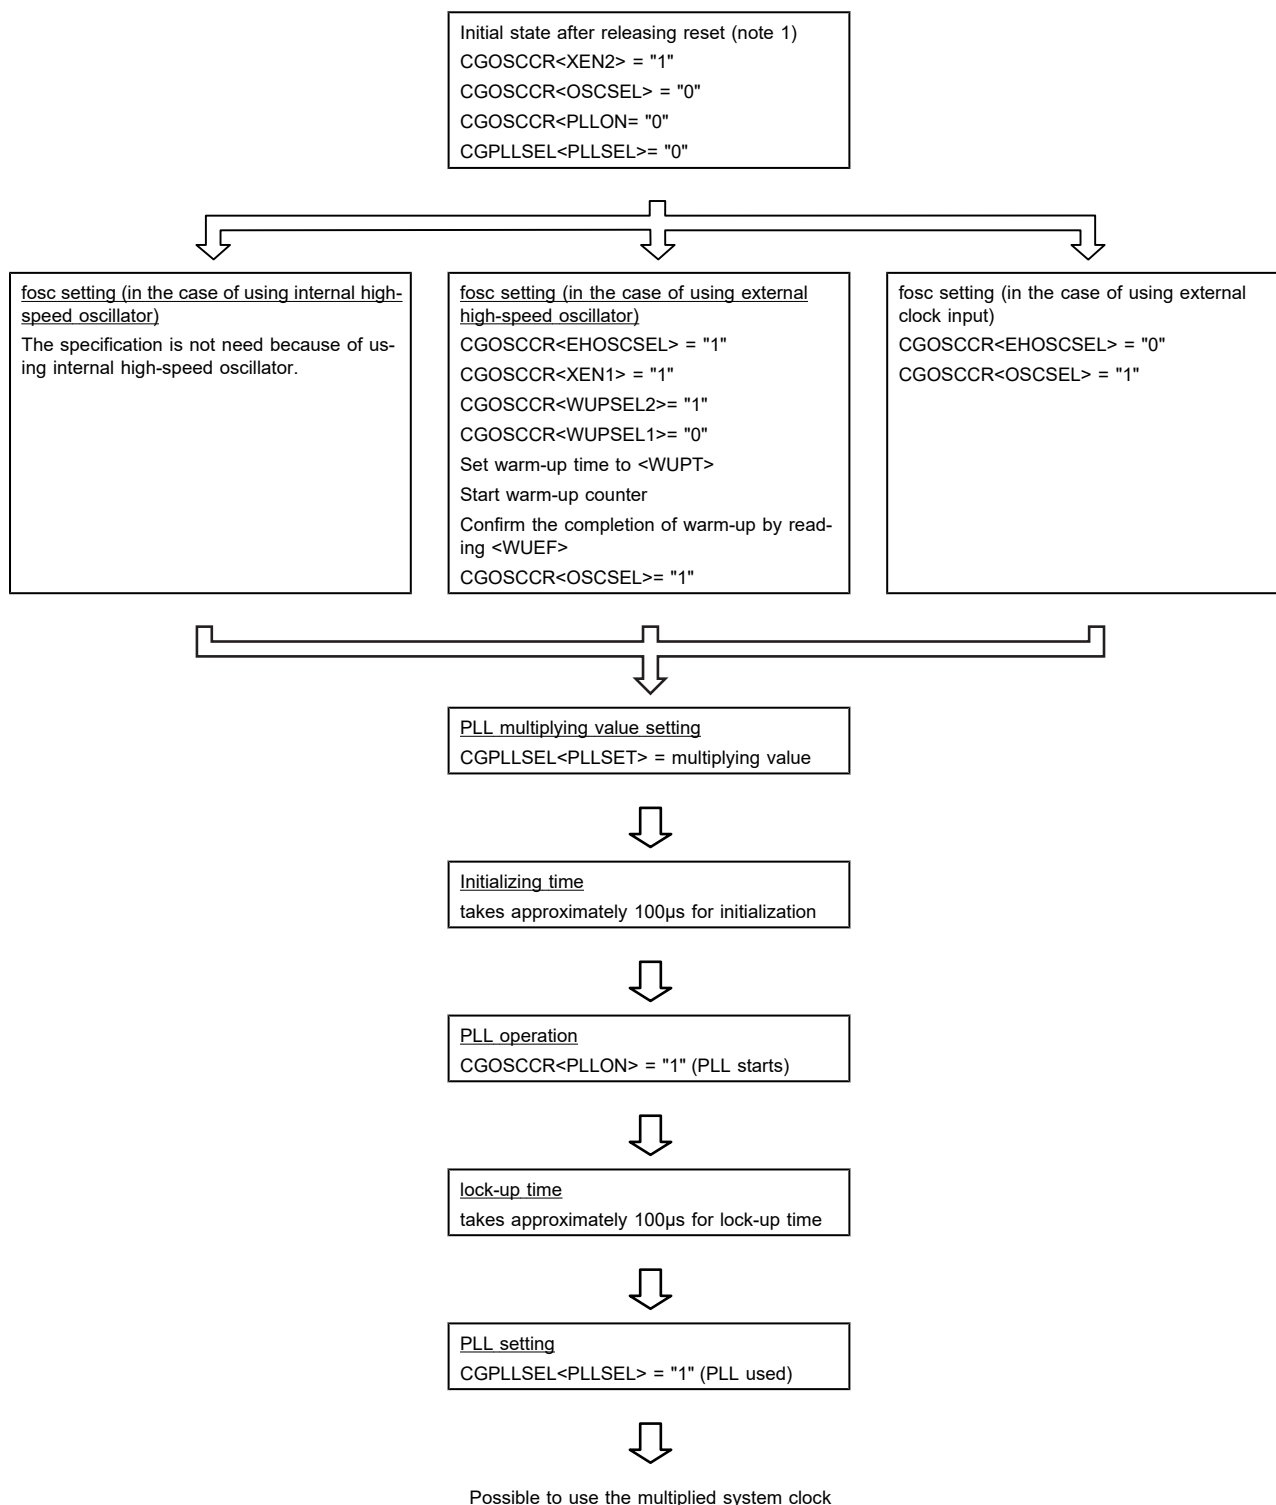 Initial state after releasing reset (note 1)
CGOSCCR<XEN2> = "1"
CGOSCCR<OSCSEL> = "0"
CGOSCCR<PLLON= "0"
CGPLLSEL<PLLSEL>= "0"
fosc setting (in the case of using internal high-
speed oscillator)
The specification is not need because of us-
ing internal high-speed oscillator.
fosc setting (in the case of using external
high-speed oscillator)
CGOSCCR<EHOSCSEL> = "1"
CGOSCCR<XEN1> = "1"
CGOSCCR<WUPSEL2>= "1"
CGOSCCR<WUPSEL1>= "0"
Set warm-up time to <WUPT>
Start warm-up counter
Confirm the completion of warm-up by read-
ing <WUEF>
CGOSCCR<OSCSEL>= "1"
fosc setting (in the case of using external
clock input)
CGOSCCR<EHOSCSEL> = "0"
CGOSCCR<OSCSEL> = "1"
PLL multiplying value setting
CGPLLSEL<PLLSET> = multiplying value
Initializing time
takes approximately 100μs for initialization
PLL operation
CGOSCCR<PLLON> = "1" (PLL starts)
lock-up time
takes approximately 100μs for lock-up time
PLL setting
CGPLLSEL<PLLSEL> = "1" (PLL used)
Possible to use the multiplied system clock